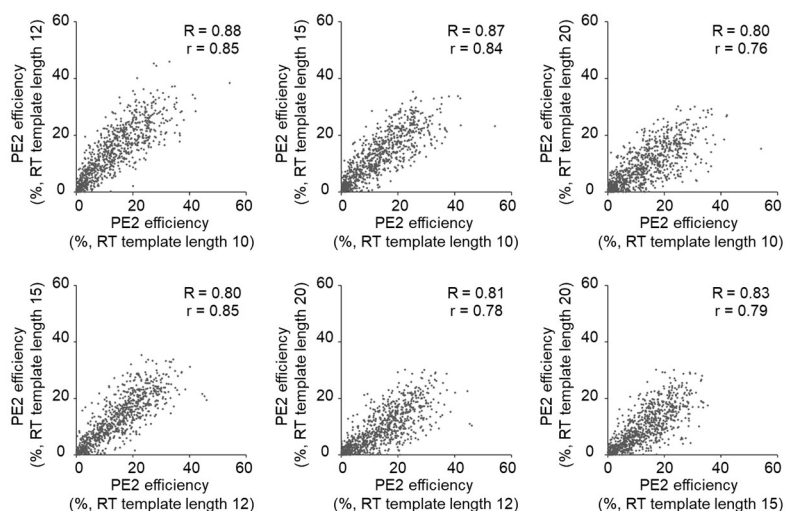 PE2 efficiency
(%, RT template length 12)
60
40
20
0
R = 0.88
r = 0.85
0
20
40
60
PE2 efficiency
(%, RT template length 10)
PE2 efficiency
(%, RT template length 15)
60
40
20
0
R = 0.87
r = 0.84
0
20
40
60
PE2 efficiency
(%, RT template length 10)
PE2 efficiency
(%, RT template length 20)
60
40
20
0
R = 0.80
r = 0.76
0
20
40
60
PE2 efficiency
(%, RT template length 10)
PE2 efficiency
(%, RT template length 15)
60
40
20
0
R = 0.80
r = 0.85
0
20
40
60
PE2 efficiency
(%, RT template length 12)
PE2 efficiency
(%, RT template length 20)
60
40
20
0
R = 0.81
r = 0.78
0
20
40
60
PE2 efficiency
(%, RT template length 12)
PE2 efficiency
(%, RT template length 20)
60
40
20
0
R = 0.83
r = 0.79
0
20
40
60
PE2 efficiency
(%, RT template length 15)